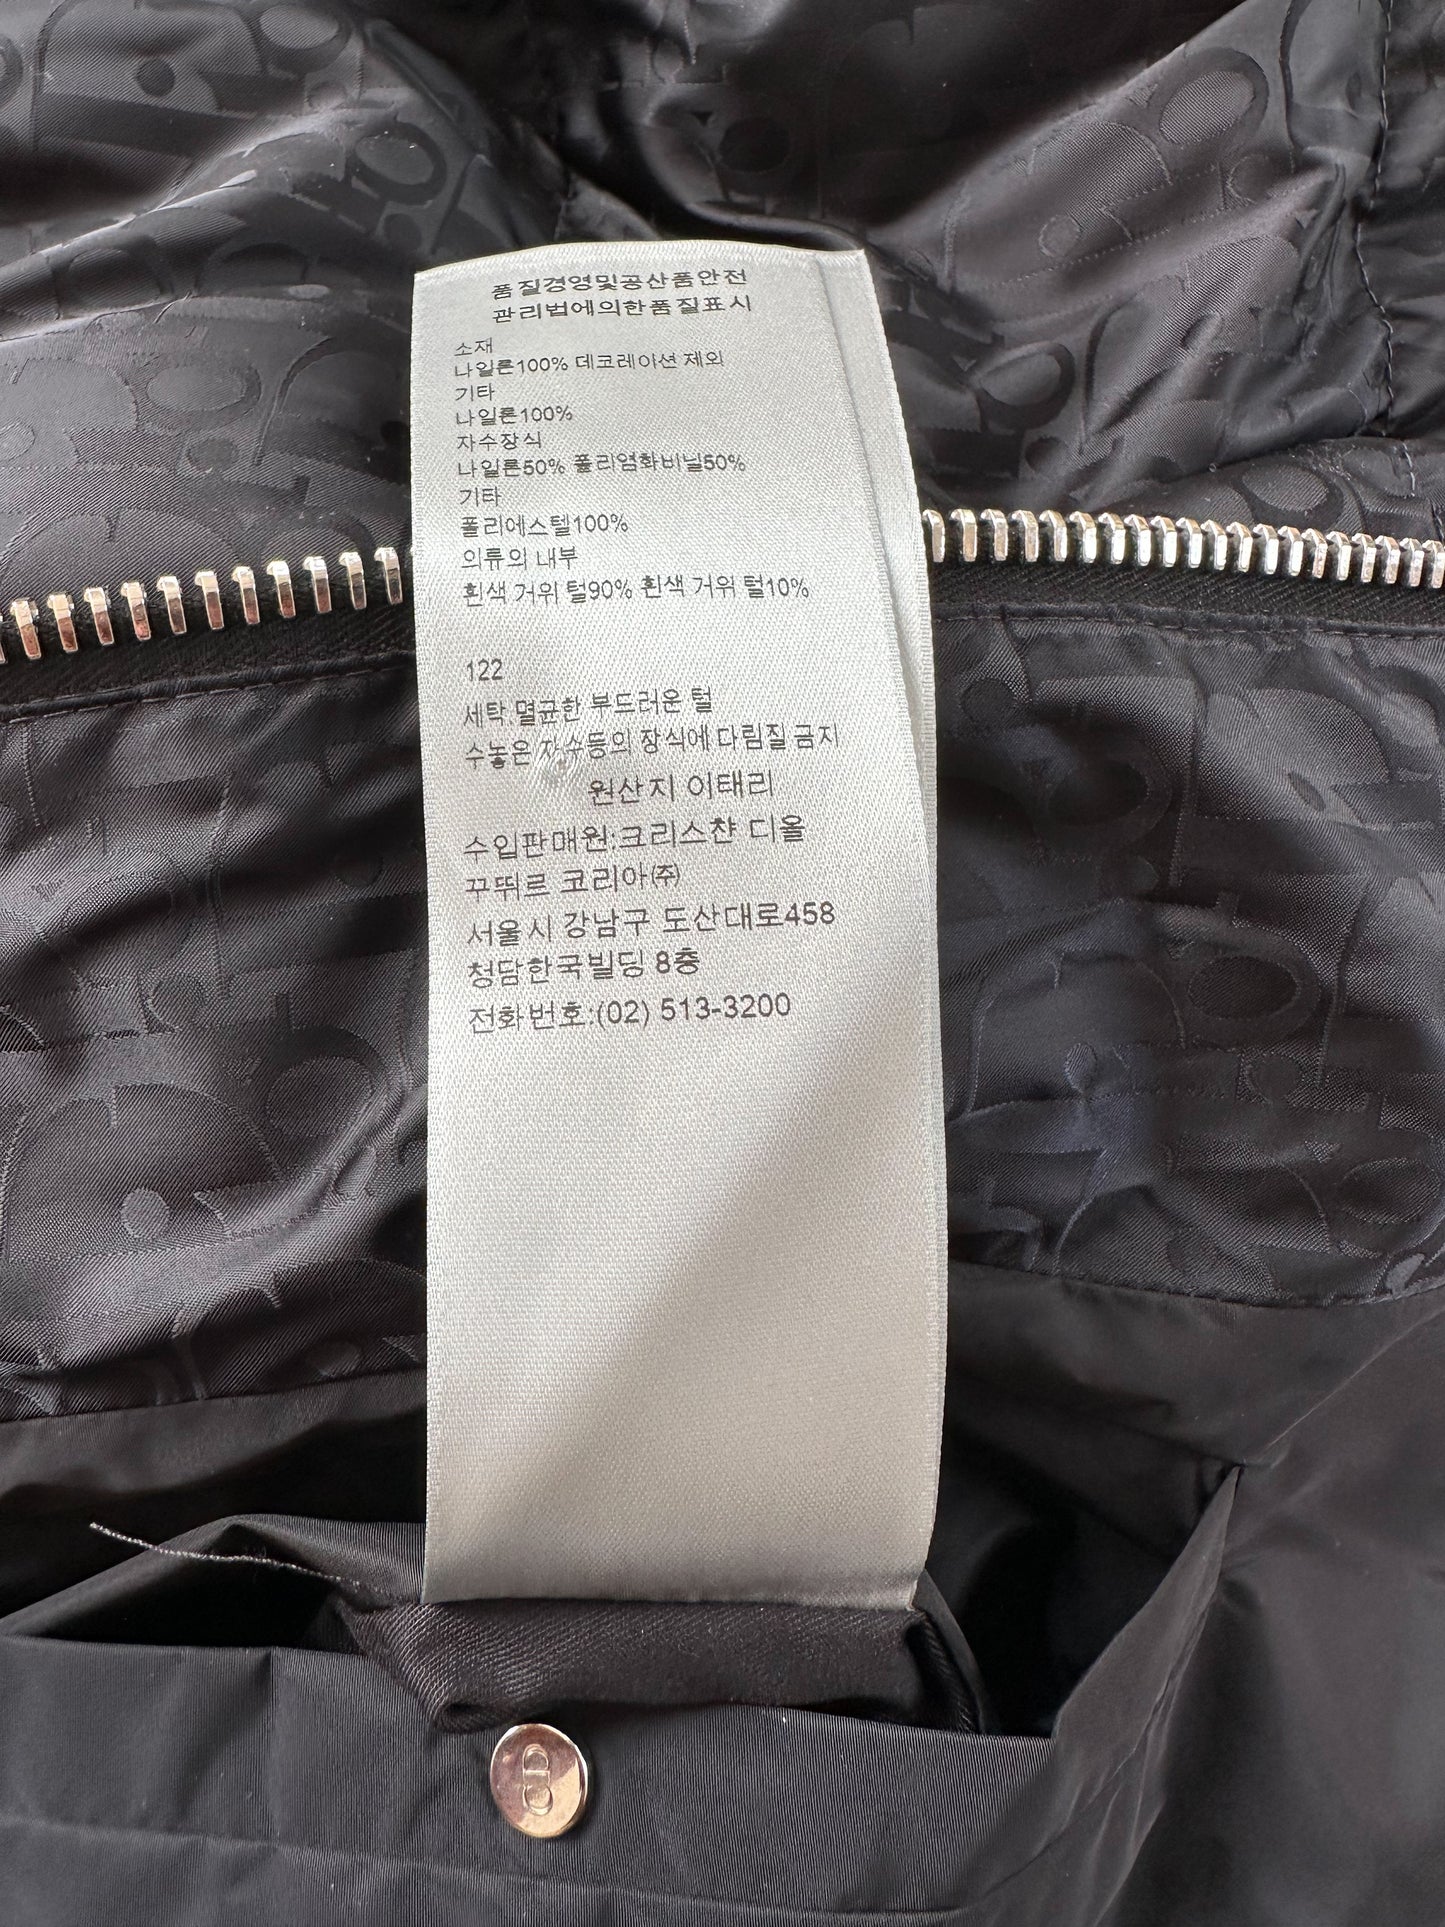 품질경영및공산품안전
관리법에의한품질표시
소재
나일론100% 데코레이션 제외
기타
나일론100%
자수장식
나일론50% 폴리염화비닐50%
기타
폴리에스텔100%
의류의 내부
흰색 거위 털90% 흰색 거위 털10%
122
세탁.멸균한 부드러운 털
수놓은 자수등의 장식에 다림질 금지
원산지 이태리
수입판매원:크리스챤 디올
꾸뛰르 코리아㈜
서울시 강남구 도산대로458
청담한국빌딩 8층
전화번호:(02) 513-3200
CD